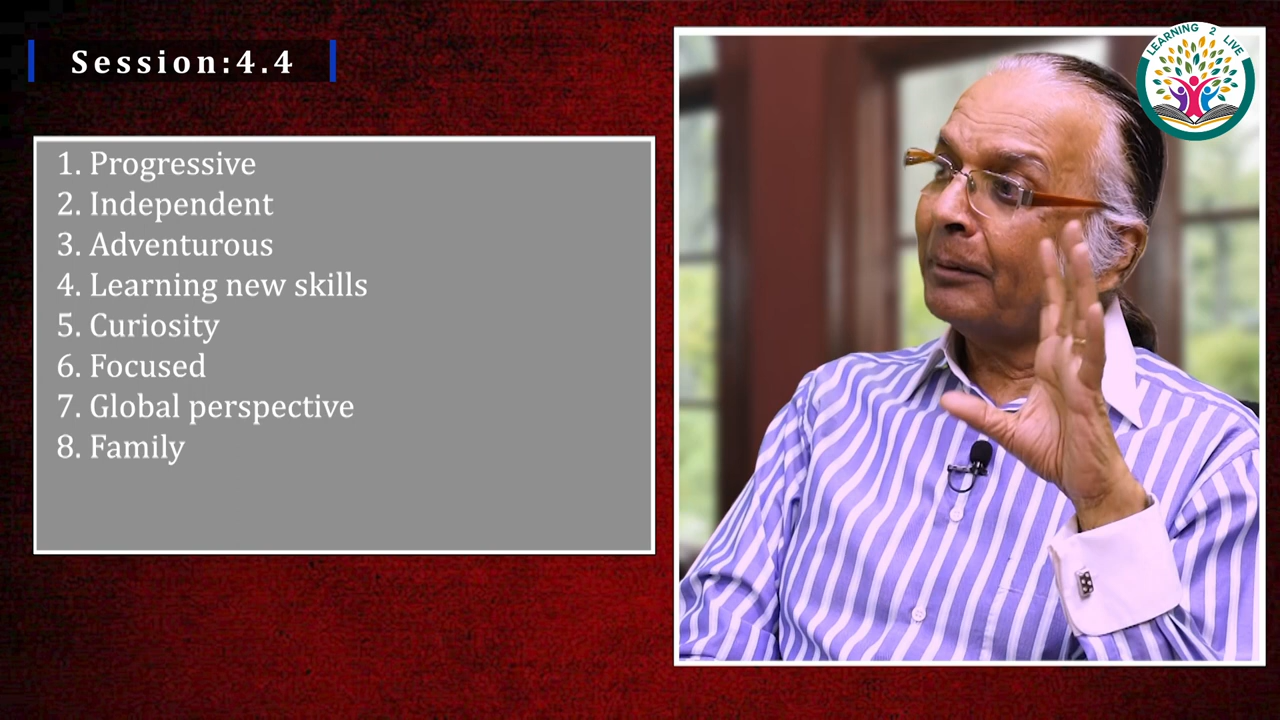 Session:4.4
1. Progressive
2. Independent
3. Adventurous
4. Learning new skills
5. Curiosity
6. Focused
7. Global perspective
8. Family
LEARNING 2 LIVE